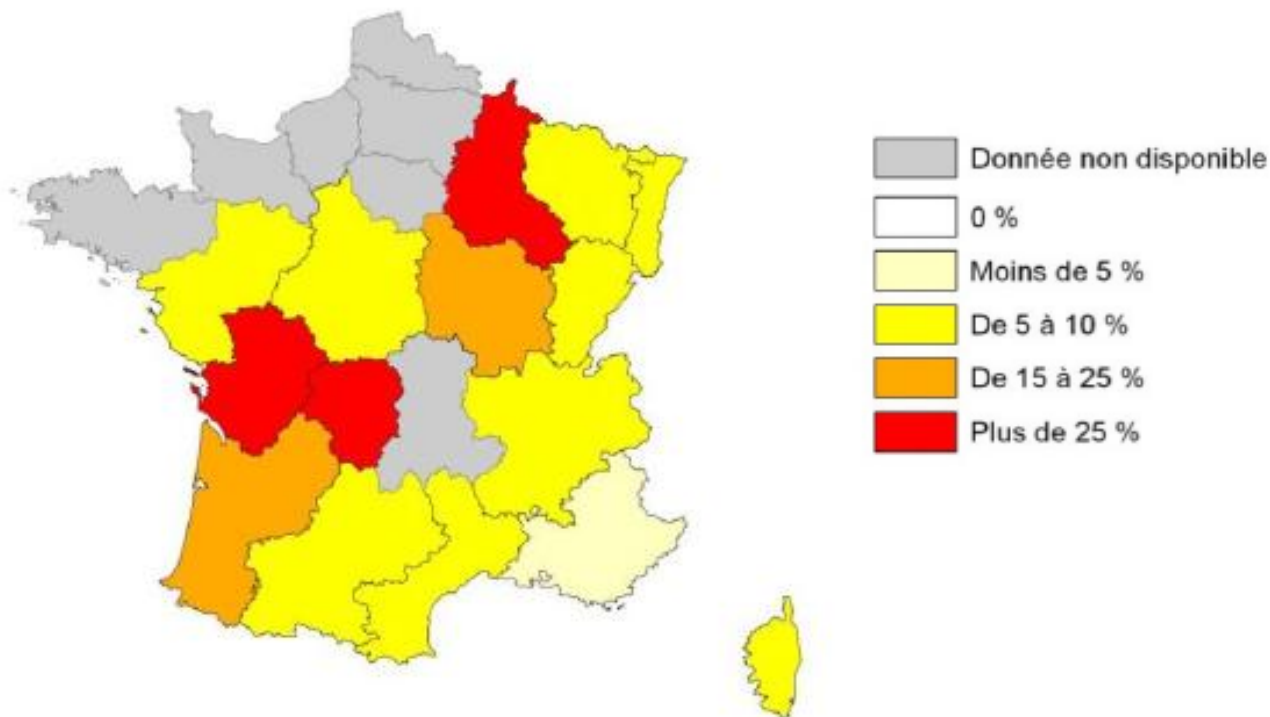 Donnée non disponible
0 %
Moins de 5 %
De 5 à 10 %
De 15 à 25 %
Plus de 25 %